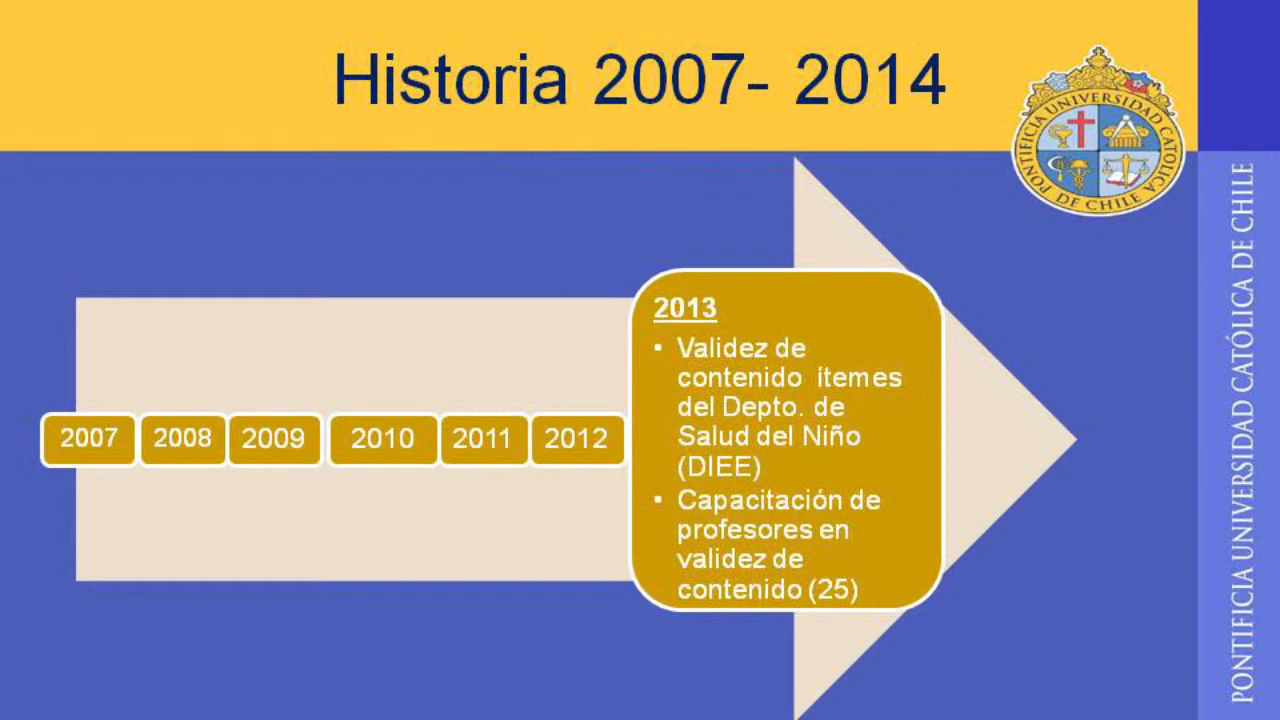 Historia 2007- 2014
PONTIFICIA UNIVERSIDAD CATOLICA
DE CHILE
PONTIFICIA UNIVERSIDAD CATÓLICA DE CHILE
2007
2008
2009
2010
2011
2012
2013
• Validez de
contenido ítemes
del Depto. de
Salud del Niño
(DIEE)
• Capacitación de
profesores en
validez de
contenido (25)